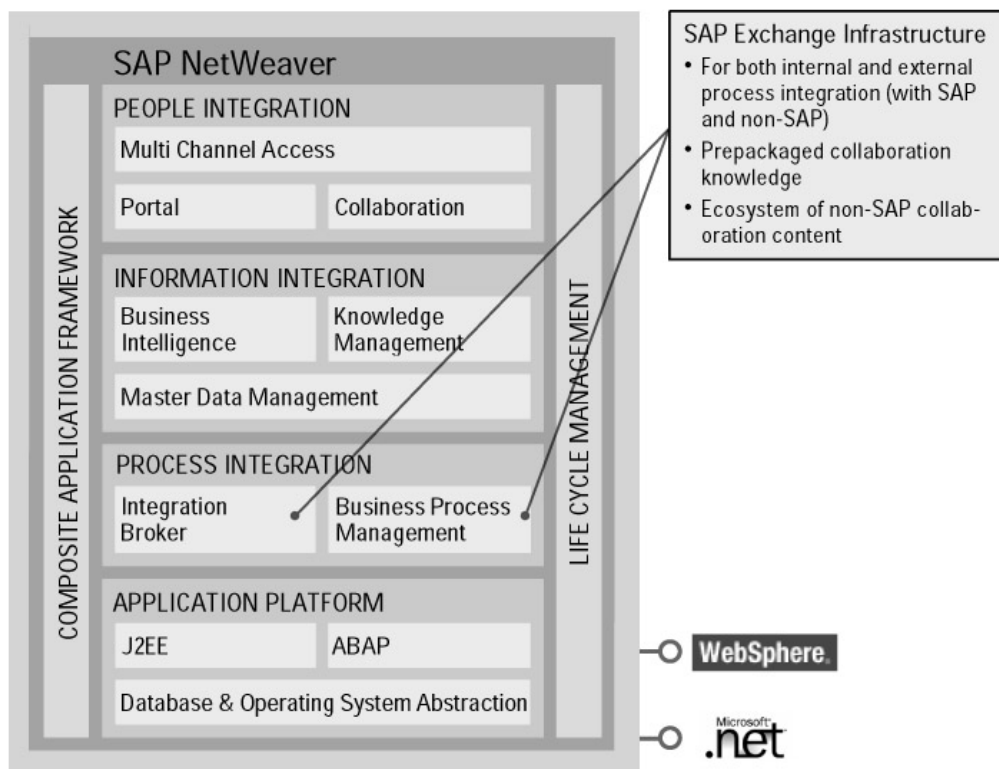 SAP NetWeaver
COMPOSITE APPLICATION FRAMEWORK
PEOPLE INTEGRATION
Multi Channel Access
Portal
Collaboration
INFORMATION INTEGRATION
Business
Intelligence
Knowledge
Management
Master Data Management
PROCESS INTEGRATION
Integration
Broker
Business Process
Management
APPLICATION PLATFORM
J2EE
ABAP
Database & Operating System Abstraction
LIFE CYCLE MANAGEMENT
SAP Exchange Infrastructure
• For both internal and external
process integration (with SAP
and non-SAP)
• Prepackaged collaboration
knowledge
• Ecosystem of non-SAP collab-
oration content
WebSphere.
Microsoft
.net